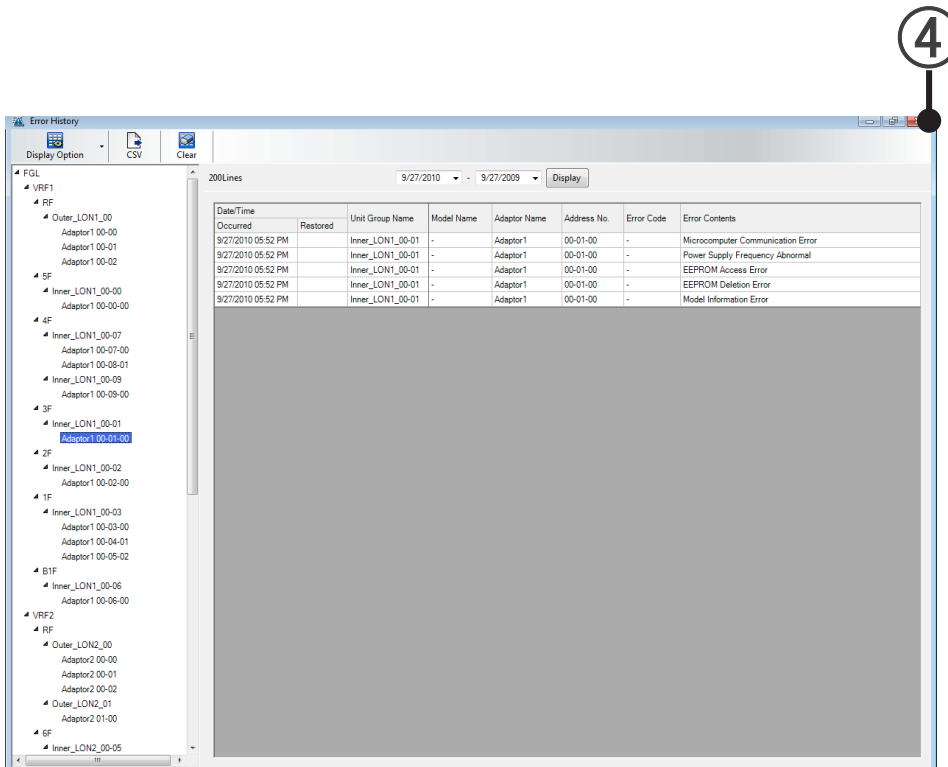 4
Error History
Display Option
CSV
Clear
FGL
VRF1
RF
Outer_LON1_00
Adaptor1 00-00
Adaptor1 00-01
Adaptor1 00-02
5F
Inner_LON1_00-00
Adaptor1 00-00-00
4F
Inner_LON1_00-07
Adaptor1 00-07-00
Adaptor1 00-08-01
Inner_LON1_00-09
Adaptor1 00-09-00
3F
Inner_LON1_00-01
Adaptor1 00-01-00
2F
Inner_LON1_00-02
Adaptor1 00-02-00
1F
Inner_LON1_00-03
Adaptor1 00-03-00
Adaptor1 00-04-01
Adaptor1 00-05-02
B1F
Inner_LON1_00-06
Adaptor1 00-06-00
VRF2
RF
Outer_LON2_00
Adaptor2 00-00
Adaptor2 00-01
Adaptor2 00-02
Outer_LON2_01
Adaptor2 01-00
6F
Inner_LON2_00-05
200Lines 9/27/2010 - 9/27/2009 Display
Date/Time Unit Group Name Model Name Adaptor Name Address No. Error Code Error Contents
Occurred Restored
9/27/2010 05:52 PM Inner_LON1_00-01 - Adaptor1 00-01-00 - Microcomputer Communication Error
9/27/2010 05:52 PM Inner_LON1_00-01 - Adaptor1 00-01-00 - Power Supply Frequency Abnormal
9/27/2010 05:52 PM Inner_LON1_00-01 - Adaptor1 00-01-00 - EEPROM Access Error
9/27/2010 05:52 PM Inner_LON1_00-01 - Adaptor1 00-01-00 - EEPROM Deletion Error
9/27/2010 05:52 PM Inner_LON1_00-01 - Adaptor1 00-01-00 - Model Information Error